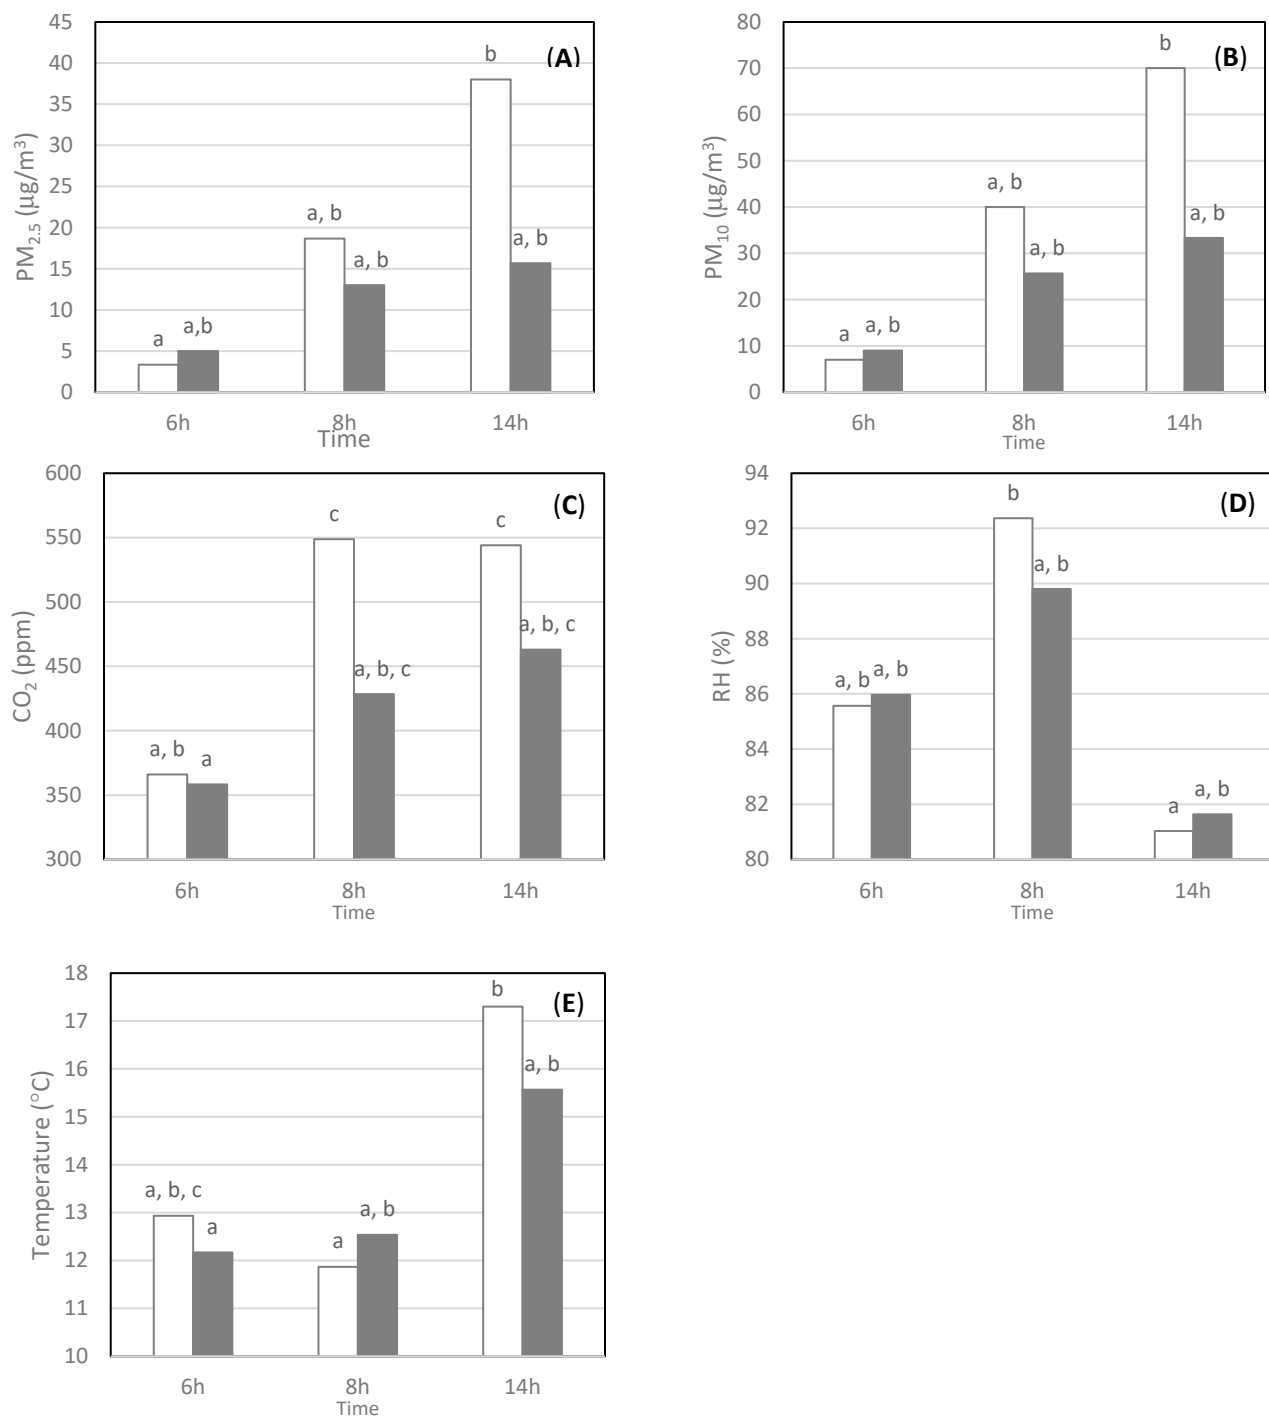 (A)
PM2.5 (µg/m³)
45
40
35
30
25
20
15
10
5
0
a
a,b
a, b
a, b
b
a, b
6h
8h
14h
Time
(B)
PM10 (µg/m³)
80
70
60
50
40
30
20
10
0
a
a, b
a, b
a, b
b
a, b
6h
8h
14h
Time
(C)
CO2 (ppm)
600
550
500
450
400
350
300
a, b
a
c
a, b, c
c
a, b, c
6h
8h
14h
Time
(D)
RH (%)
94
92
90
88
86
84
82
80
a, b
a, b
b
a, b
a
a, b
6h
8h
14h
Time
(E)
Temperature (°C)
18
17
16
15
14
13
12
11
10
a, b, c
a
a
a, b
b
a, b
6h
8h
14h
Time